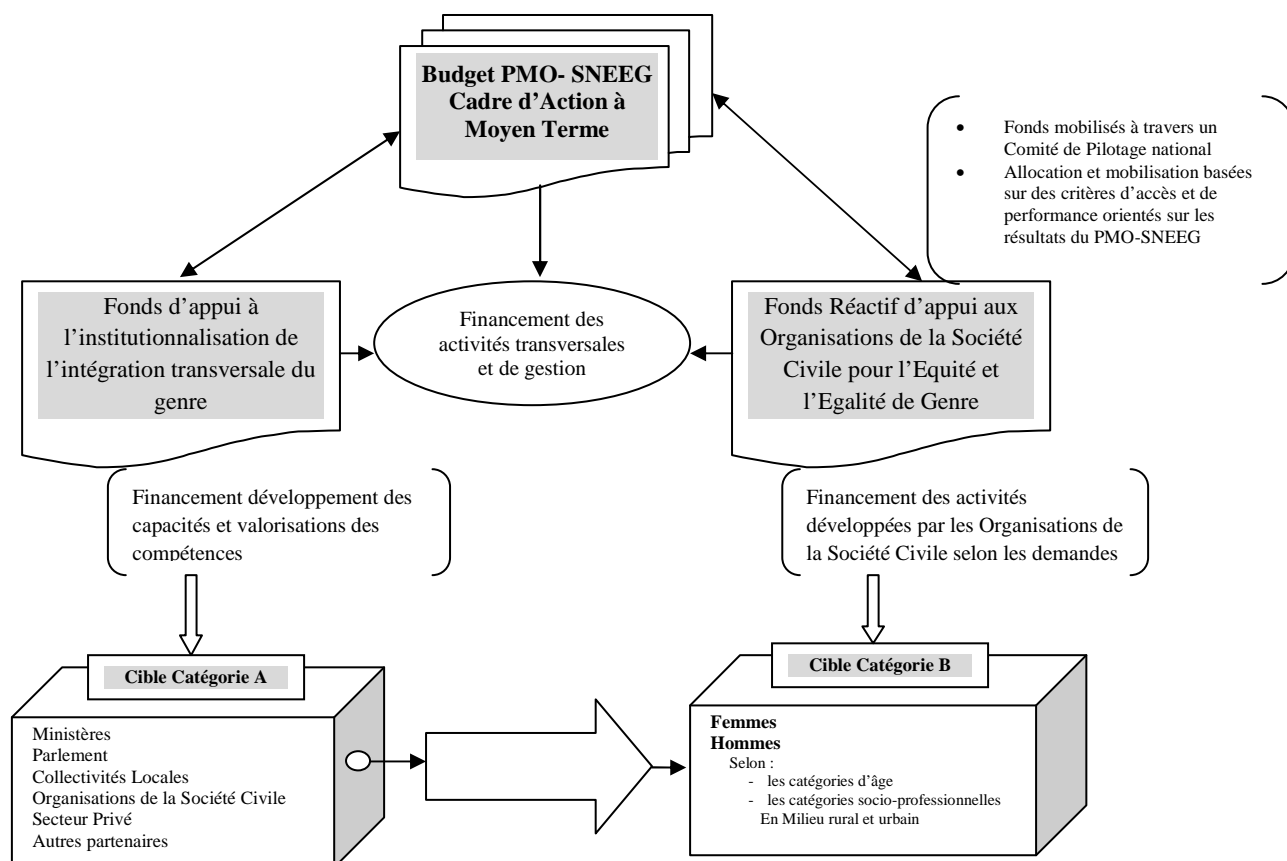 Budget PMO- SNEEG
Cadre d’Action à
Moyen Terme
• Fonds mobilisés à travers un
Comité de Pilotage national
• Allocation et mobilisation basées
sur des critères d’accès et de
performance orientés sur les
résultats du PMO-SNEEG
Fonds d’appui à
l’institutionnalisation de
l’intégration transversale du
genre
Financement des
activités transversales
et de gestion
Fonds Réactif d’appui aux
Organisations de la Société
Civile pour l’Equité et
l’Egalité de Genre
Financement développement des
capacités et valorisations des
compétences
Financement des activités
développées par les Organisations de
la Société Civile selon les demandes
Cible Catégorie A
Ministères
Parlement
Collectivités Locales
Organisations de la Société Civile
Secteur Privé
Autres partenaires
Cible Catégorie B
Femmes
Hommes
Selon :
- les catégories d’âge
- les catégories socio-professionnelles
En Milieu rural et urbain